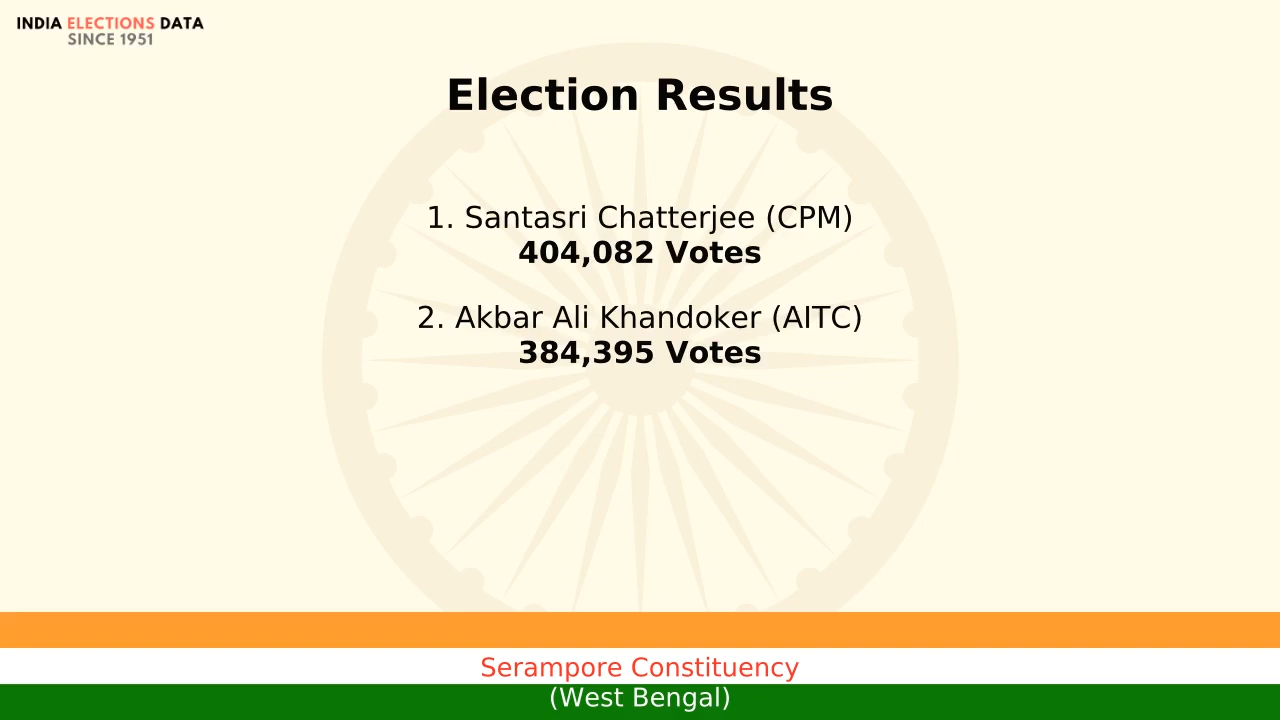 INDIA ELECTIONS DATA
SINCE 1951
Election Results
1. Santasri Chatterjee (CPM)
404,082 Votes
2. Akbar Ali Khandoker (AITC)
384,395 Votes
Serampore Constituency
(West Bengal)